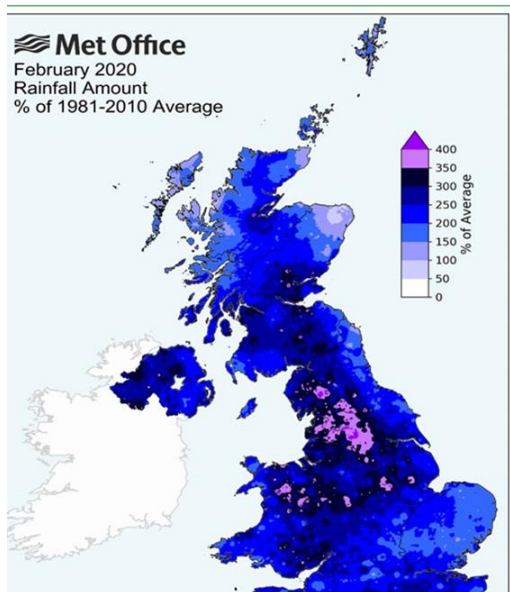 Met Office
February 2020
Rainfall Amount
% of 1981-2010 Average
400
350
300
250
200
150
100
50
0
% of Average